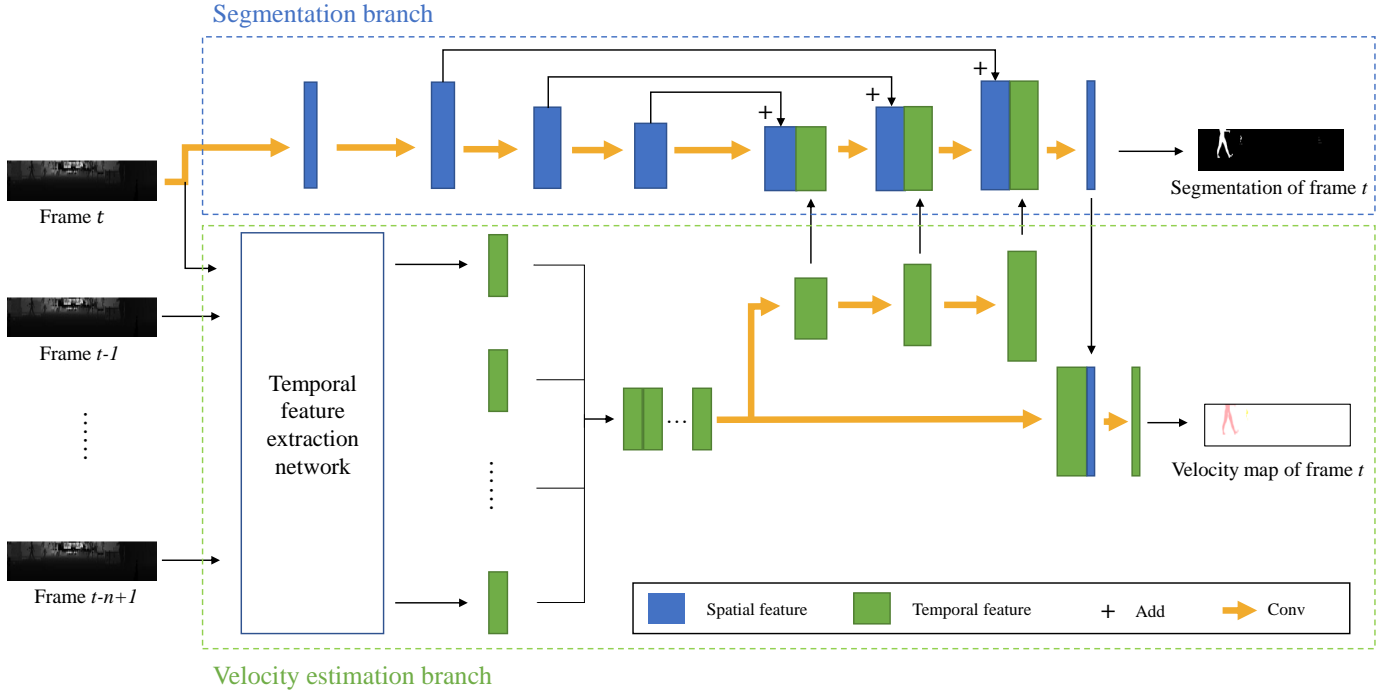 Segmentation branch
+
+
+
Frame t
Segmentation of frame t
Frame t-1
......
Temporal
feature
extraction
network
......
...
Velocity map of frame t
Frame t-n+1
Spatial feature
Temporal feature
+ Add
Conv
Velocity estimation branch